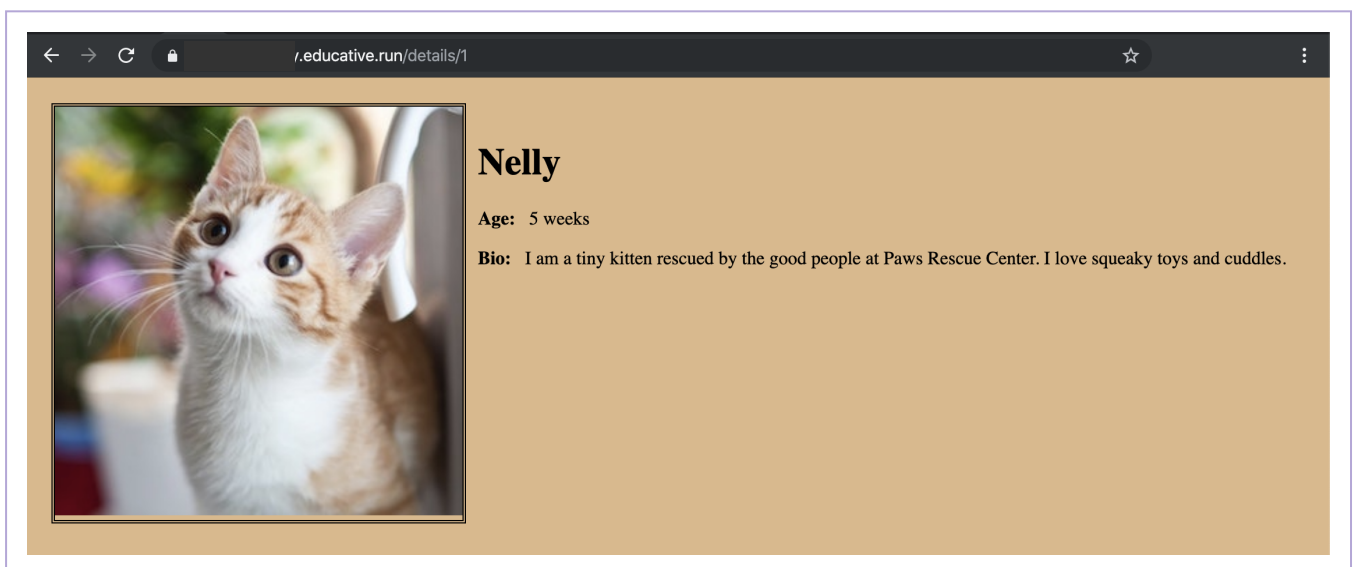 .educative.run/details/1
Nelly
Age: 5 weeks
Bio: I am a tiny kitten rescued by the good people at Paws Rescue Center. I love squeaky toys and cuddles.